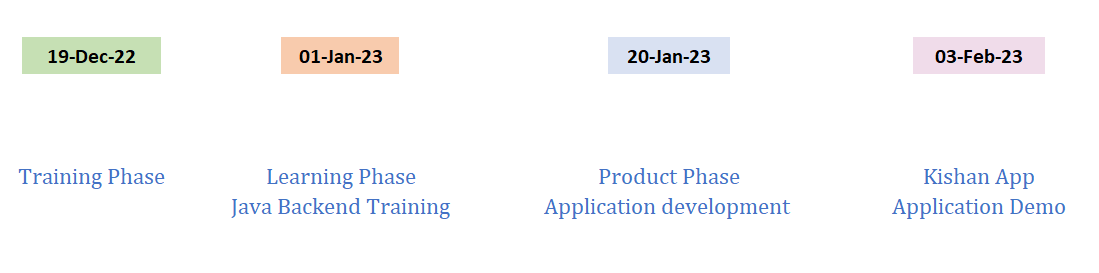 19-Dec-22
01-Jan-23
20-Jan-23
03-Feb-23
Training Phase
Learning Phase
Java Backend Training
Product Phase
Application development
Kishan App
Application Demo